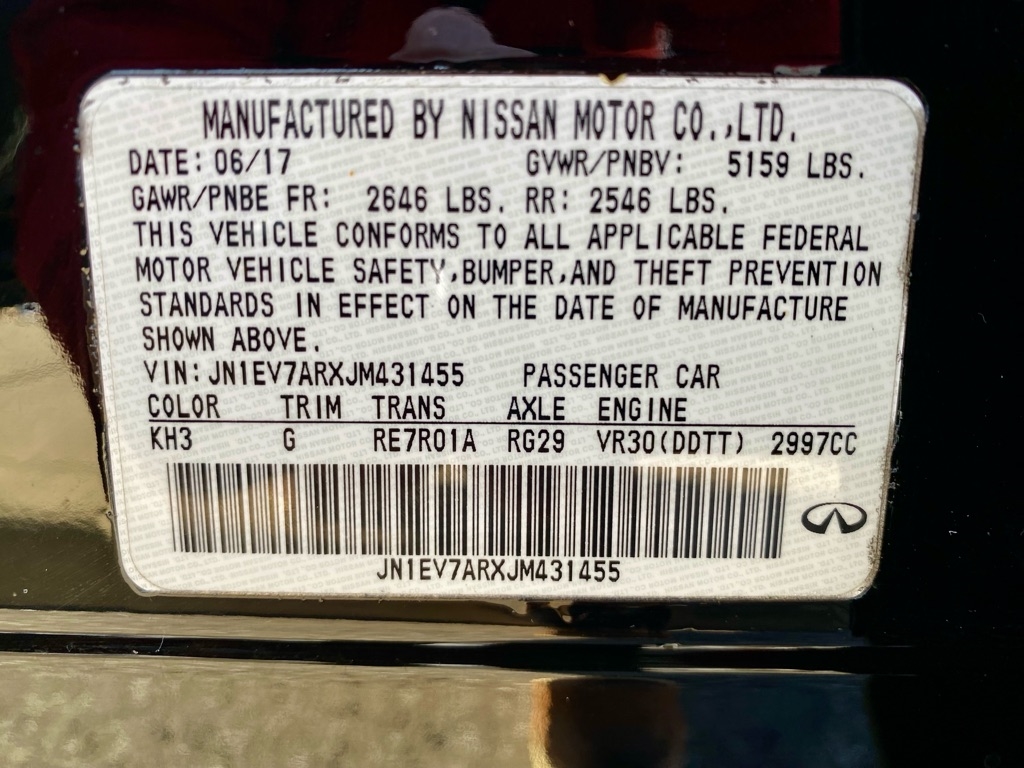 MANUFACTURED BY NISSAN MOTOR CO.,LTD.
DATE: 06/17 GVWR/PNBV: 5159 LBS.
GAWR/PNBE FR: 2646 LBS. RR: 2546 LBS.
THIS VEHICLE CONFORMS TO ALL APPLICABLE FEDERAL
MOTOR VEHICLE SAFETY,BUMPER,AND THEFT PREVENTION
STANDARDS IN EFFECT ON THE DATE OF MANUFACTURE
SHOWN ABOVE.
VIN:JN1EV7ARXJM431455 PASSENGER CAR
COLOR TRIM TRANS AXLE ENGINE
KH3 G RE7R01A RG29 VR30(DDTT) 2997CC
JN1EV7ARXJM431455